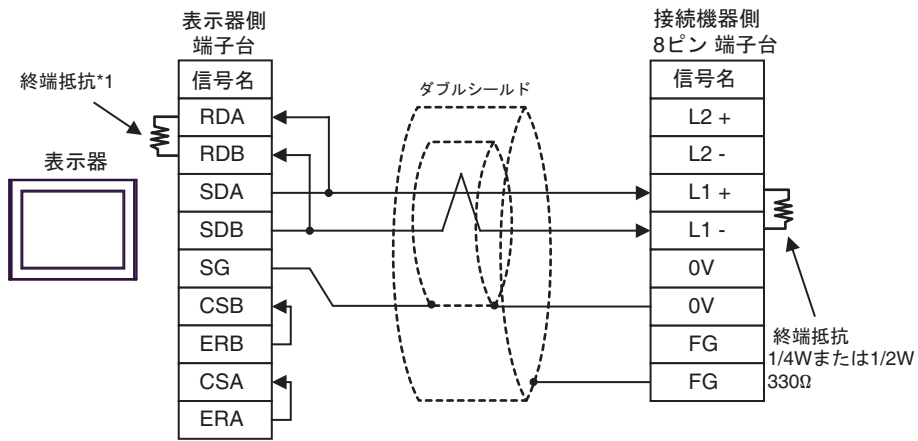 表示器側
端子台
信号名
RDA
RDB
SDA
SDB
SG
CSB
ERB
CSA
ERA
終端抵抗*1
表示器
ダブルシールド
接続機器側
8ピン 端子台
信号名
L2 +
L2 -
L1 +
L1 -
0V
0V
FG
FG
終端抵抗
1/4Wまたは1/2W
330Ω